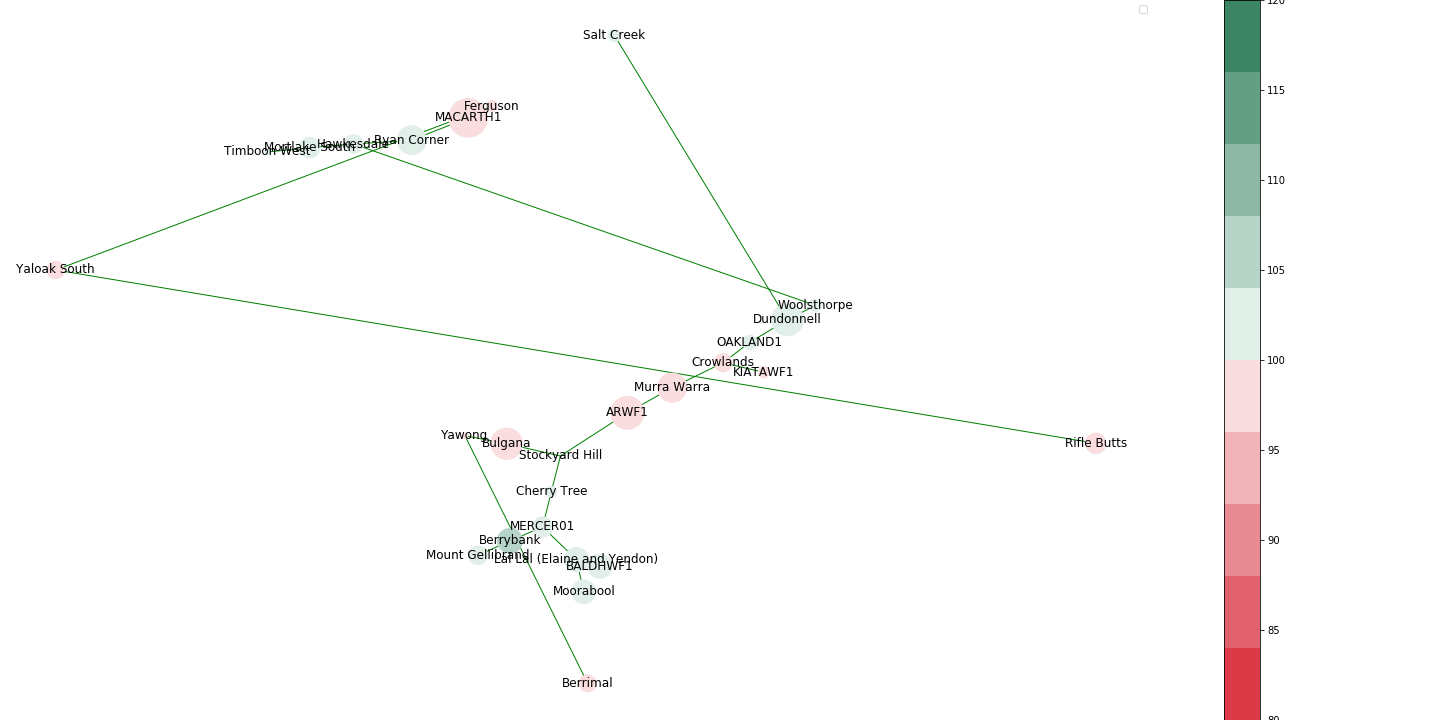 120
Salt Creek
Ferguson
MACARTH1
Ryan Corner
Hawkesdale
Mortlake South
Timboon West
115
110
Yaloak South
105
Woolsthorpe
Dundonnell
OAKLAND1
100
Crowlands
KIATAWF1
Murra Warra
ARWF1
Yawong
Bulgana
Rifle Butts
95
Stockyard Hill
Cherry Tree
MERCER01
Berrybank
90
Mount Gellibrand
Lal Lal (Elaine and Yendon)
BALDHWF1
Moorabool
85
Berrimal
80